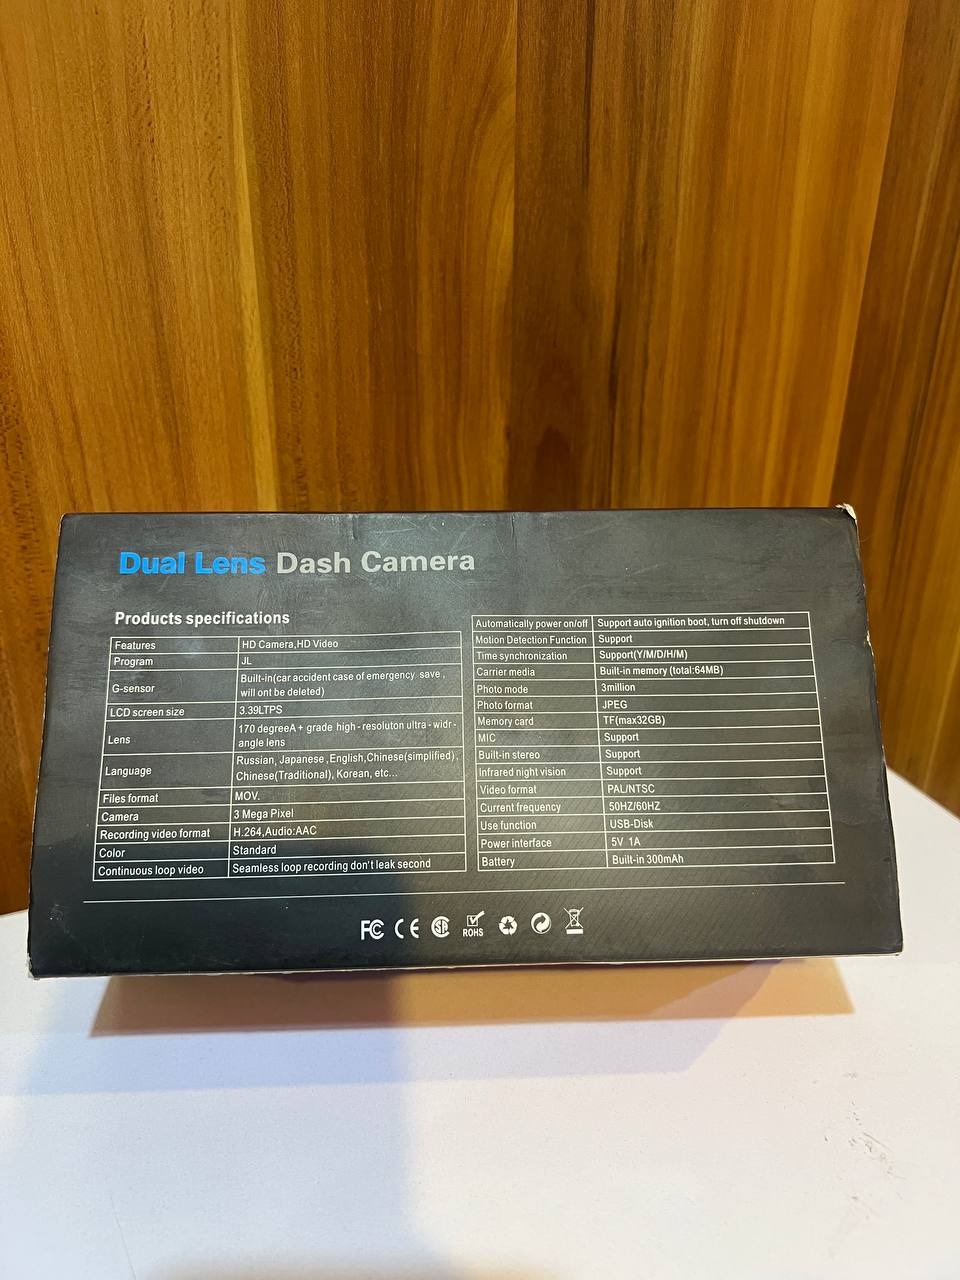 Dual Lens Dash Camera
Products specifications
Features HD Camera,HD Video
Program JL
G-sensor Built-in(car accident case of emergency save ,
will ont be deleted)
LCD screen size 3.39LTPS
Lens 170 degreeA+ grade high-resoluton ultra-widr-
angle lens
Language Russian, Japanese ,English,Chinese(simplified),
Chinese(Traditional), Korean, etc...
Files format MOV.
Camera 3 Mega Pixel
Recording video format H.264,Audio:AAC
Color Standard
Continuous loop video Seamless loop recording don't leak second
Automatically power on/off Support auto ignition boot, turn off shutdown
Motion Detection Function Support
Time synchronization Support(Y/M/D/H/M)
Carrier media Built-in memory (total:64MB)
Photo mode 3million
Photo format JPEG
Memory card TF(max32GB)
MIC Support
Built-in stereo Support
Infrared night vision Support
Video format PAL/NTSC
Current frequency 50HZ/60HZ
Use function USB-Disk
Power interface 5V 1A
Battery Built-in 300mAh
FC CE SA ROHS